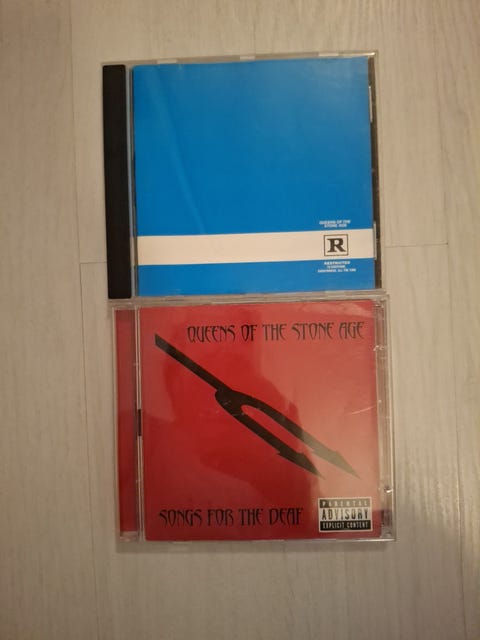 QUEENS OF THE
STONE AGE
R
RESTRICTED
QUEENS OF THE STONE AGE
SONGS FOR THE DEAF
PARENTAL
ADVISORY
EXPLICIT CONTENT